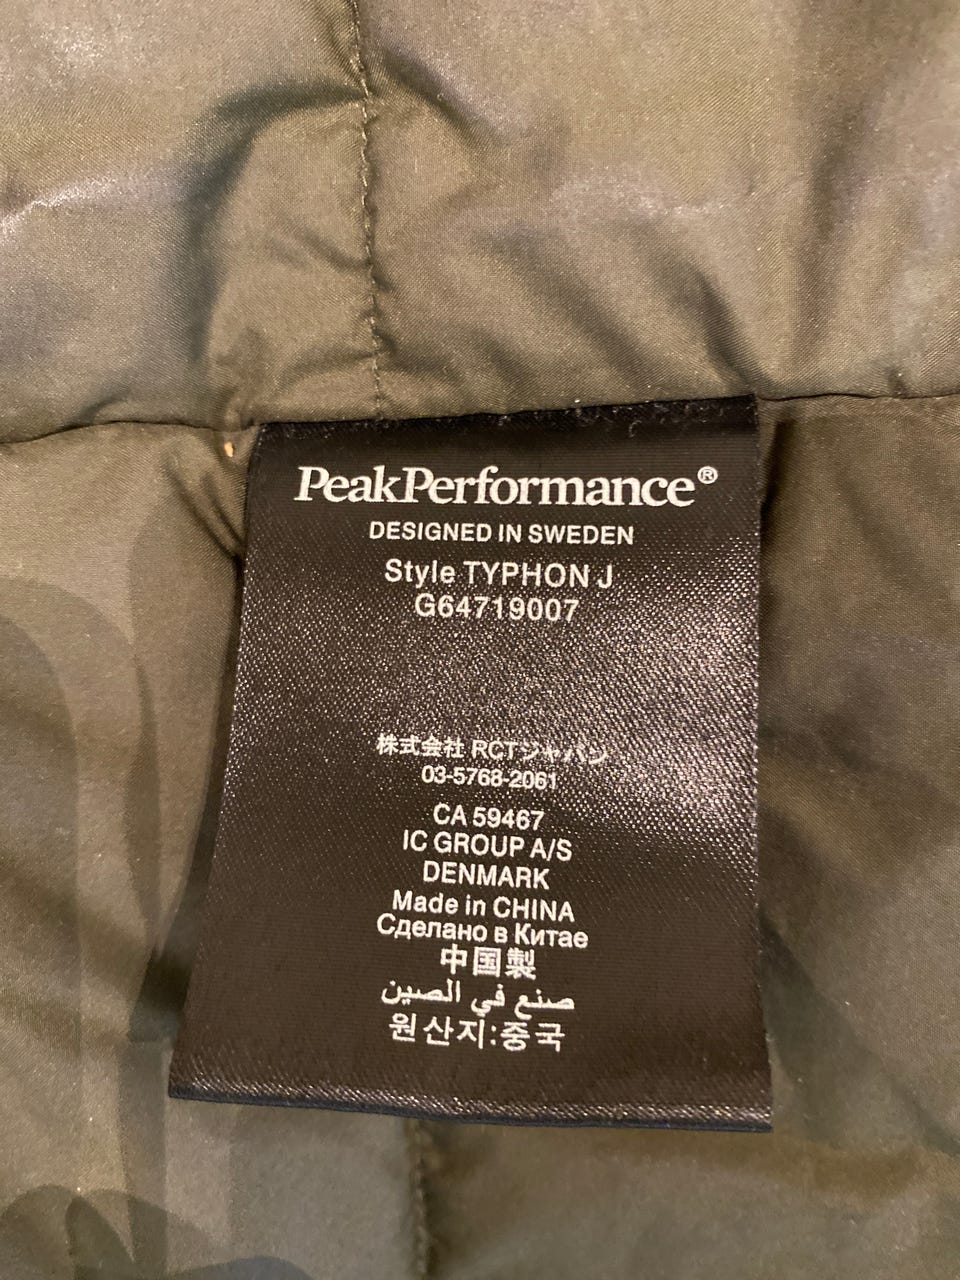 PeakPerformance®
DESIGNED IN SWEDEN
Style TYPHON J
G64719007
株式会社 RCTジャパン
03-5768-2061
CA 59467
IC GROUP A/S
DENMARK
Made in CHINA
Сделано в Китае
中国製
صنع في الصين
원산지:중국